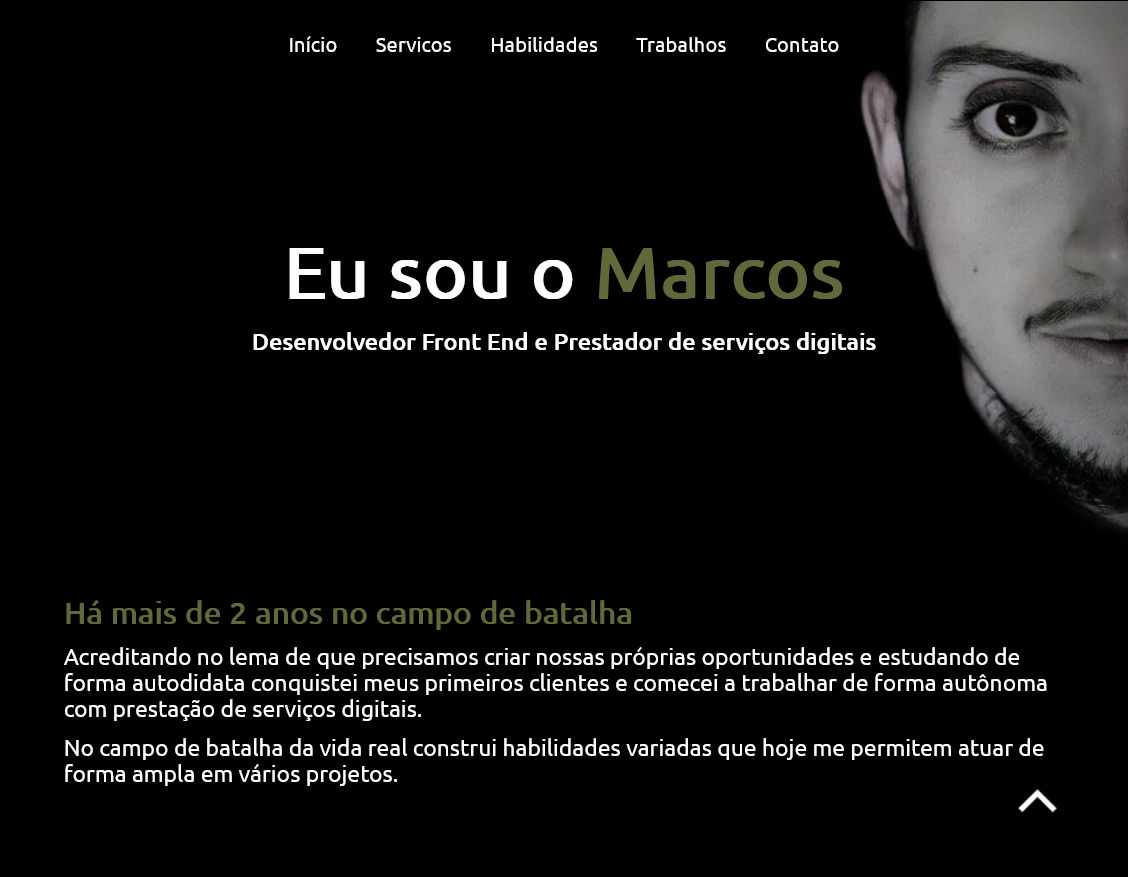 Início Servicos Habilidades Trabalhos Contato
Eu sou o Marcos
Desenvolvedor Front End e Prestador de serviços digitais
Há mais de 2 anos no campo de batalha
Acreditando no lema de que precisamos criar nossas próprias oportunidades e estudando de
forma autodidata conquistei meus primeiros clientes e comecei a trabalhar de forma autônoma
com prestação de serviços digitais.
No campo de batalha da vida real construi habilidades variadas que hoje me permitem atuar de
forma ampla em vários projetos.